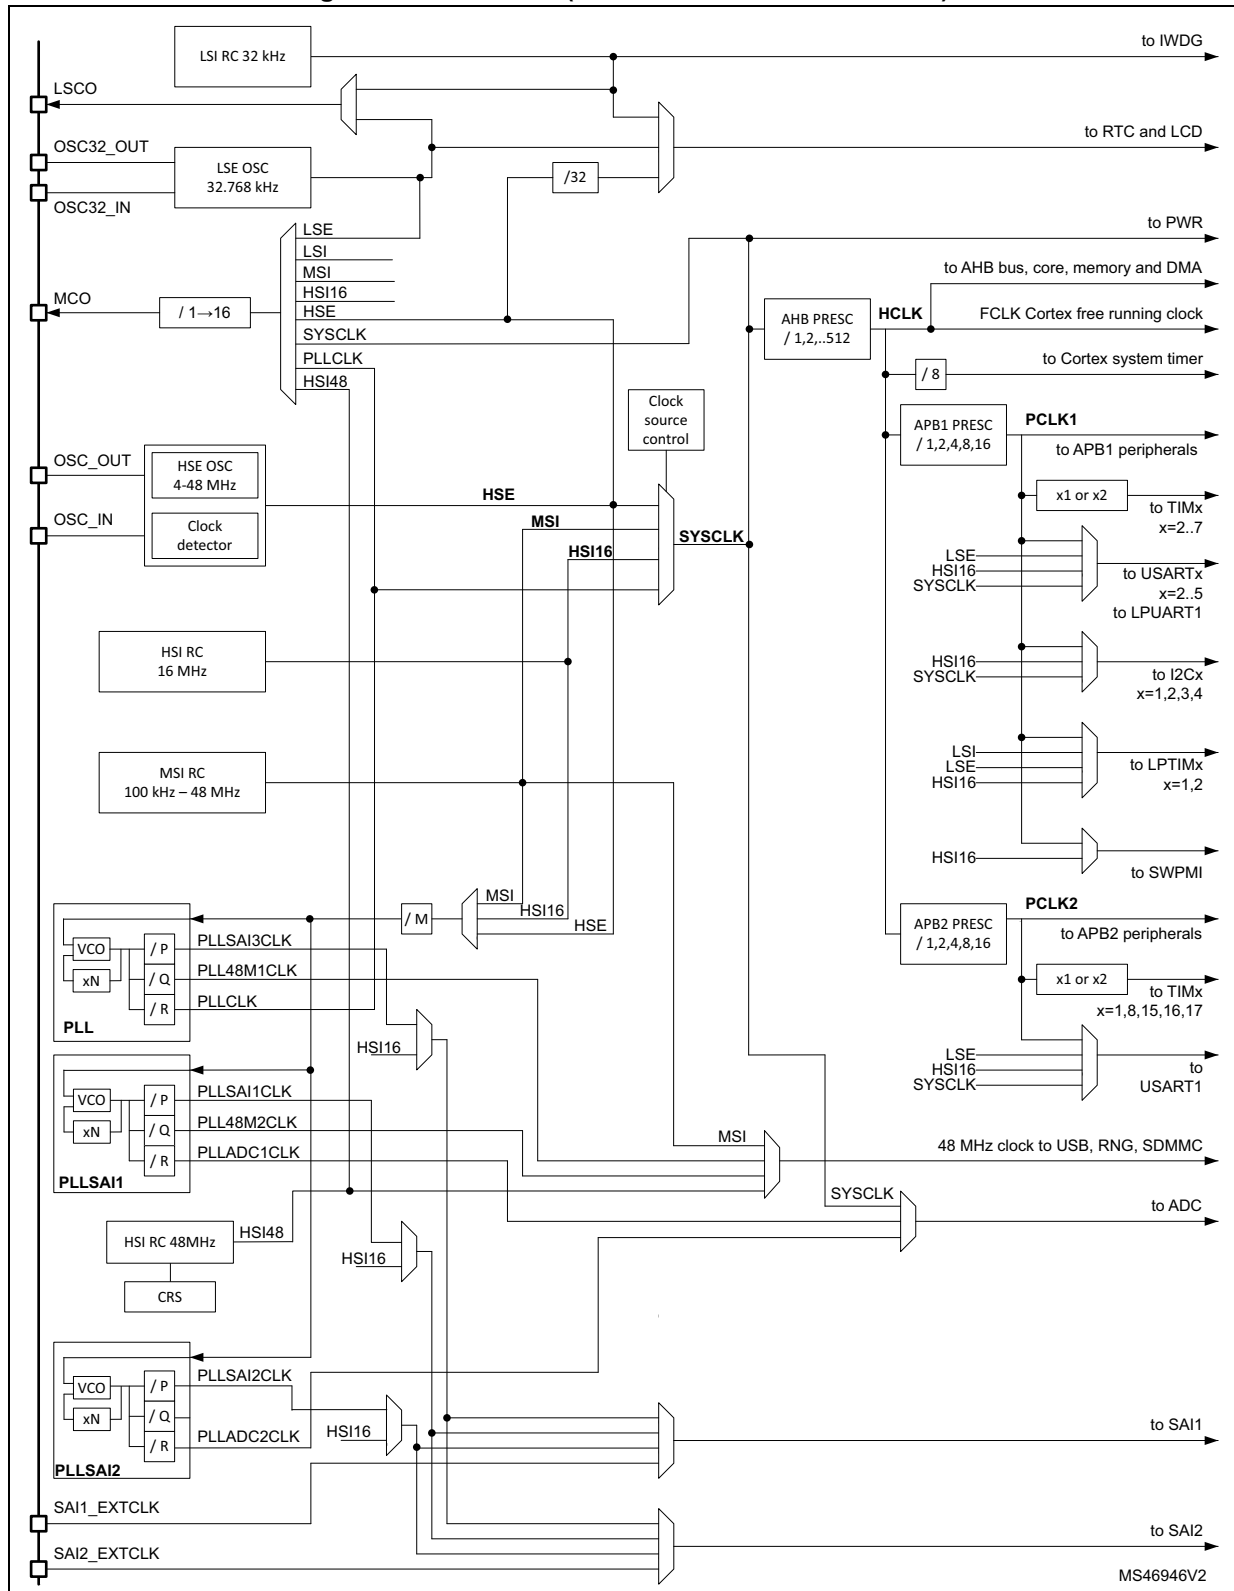 LSI RC 32 kHz
to IWDG
LSCO
to RTC and LCD
OSC32_OUT
LSE OSC
32.768 kHz
/32
OSC32_IN
to PWR
LSE
LSI
MSI
HSI16
HSE
SYSCLK
PLLCLK
HSI48
MCO
/ 1→16
to AHB bus, core, memory and DMA
AHB PRESC
/ 1,2,..512
HCLK
FCLK Cortex free running clock
to Cortex system timer
/ 8
Clock
source
control
APB1 PRESC
/ 1,2,4,8,16
PCLK1
to APB1 peripherals
OSC_OUT
HSE OSC
4-48 MHz
OSC_IN
Clock
detector
HSE
MSI
HSI16
SYSCLK
x1 or x2
to TIMx
x=2..7
LSE
HSI16
SYSCLK
to USARTx
x=2..5
to LPUART1
HSI RC
16 MHz
HSI16
SYSCLK
to I2Cx
x=1,2,3,4
MSI RC
100 kHz – 48 MHz
LSI
LSE
HSI16
to LPTIMx
x=1,2
HSI16
to SWPMI
MSI
HSI16
HSE
/ M
PCLK2
APB2 PRESC
/ 1,2,4,8,16
to APB2 peripherals
VCO
xN
/ P
/ Q
/ R
PLL
PLLSAI3CLK
PLL48M1CLK
PLLCLK
x1 or x2
to TIMx
x=1,8,15,16,17
HSI16
LSE
HSI16
SYSCLK
to
USART1
VCO
xN
/ P
/ Q
/ R
PLLSAI1
PLLSAI1CLK
PLL48M2CLK
PLLADC1CLK
MSI
48 MHz clock to USB, RNG, SDMMC
SYSCLK
to ADC
HSI RC 48MHz
HSI48
CRS
HSI16
VCO
xN
/ P
/ Q
/ R
PLLSAI2
PLLSAI2CLK
PLLADC2CLK
HSI16
to SAI1
SAI1_EXTCLK
to SAI2
SAI2_EXTCLK
MS46946V2